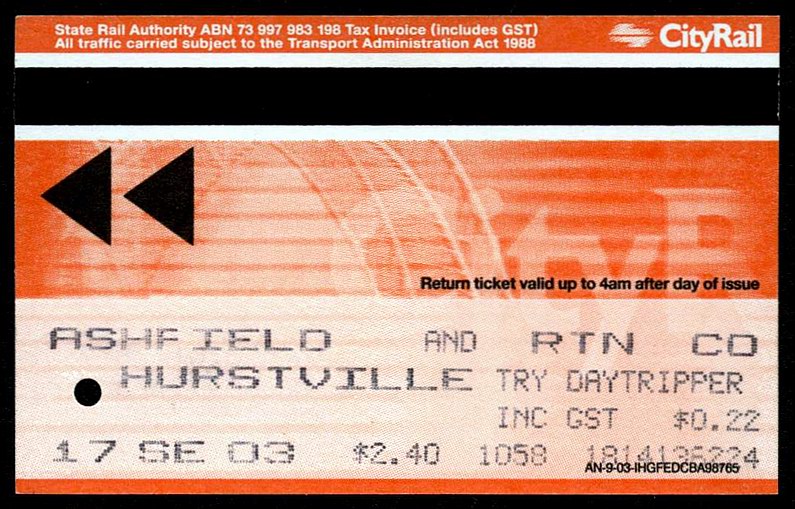 State Rail Authority ABN 73 997 983 198 Tax Invoice (includes GST)
All traffic carried subject to the Transport Administration Act 1988
CityRail
CityR
Return ticket valid up to 4am after day of issue
ASHFIELD AND RTN CO
HURSTVILLE TRY DAYTRIPPER
INC GST $0.22
17 SE 03 $2.40 1058 1814136224
AN-9-03-IHGFEDCBA98765